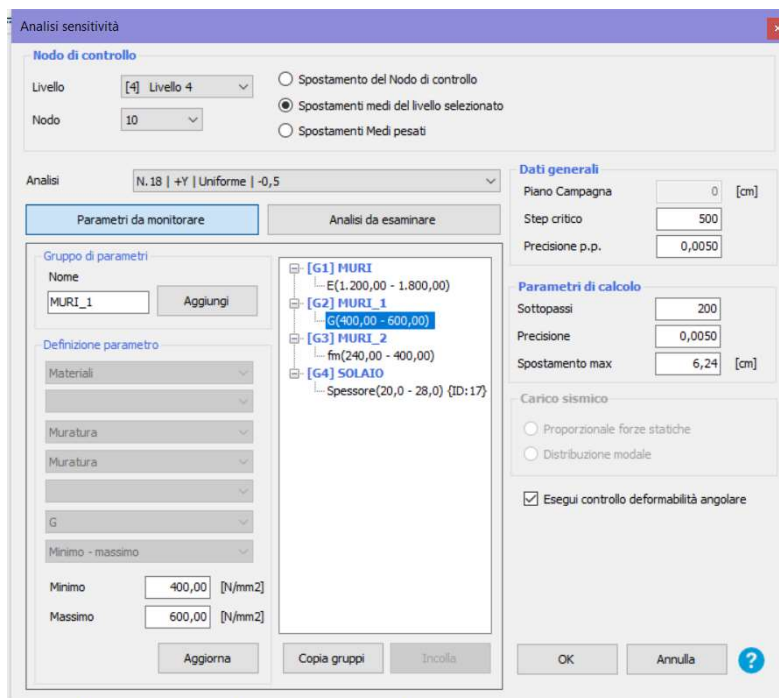 Analisi sensitività
Nodo di controllo
Livello
[4] Livello 4
Nodo
10
Spostamento del Nodo di controllo
Spostamenti medi del livello selezionato
Spostamenti Medi pesati
Analisi
N.18 | +Y | Uniforme | -0,5
Parametri da monitorare
Analisi da esaminare
Gruppo di parametri
Nome
MURI_1
Aggiungi
Definizione parametro
Materiali
Muratura
Muratura
G
Minimo - massimo
Minimo
400,00 [N/mm2]
Massimo
600,00 [N/mm2]
Aggiorna
[G1] MURI
E(1.200,00 - 1.800,00)
[G2] MURI_1
G(400,00 - 600,00)
[G3] MURI_2
fm(240,00 - 400,00)
[G4] SOLAIO
Spessore(20,0 - 28,0) {ID:17}
Copia gruppi
Incolla
Dati generali
Piano Campagna
0 [cm]
Step critico
500
Precisione p.p.
0,0050
Parametri di calcolo
Sottopassi
200
Precisione
0,0050
Spostamento max
6,24 [cm]
Carico sismico
Proporzionale forze statiche
Distribuzione modale
Esegui controllo deformabilità angolare
OK
Annulla
?